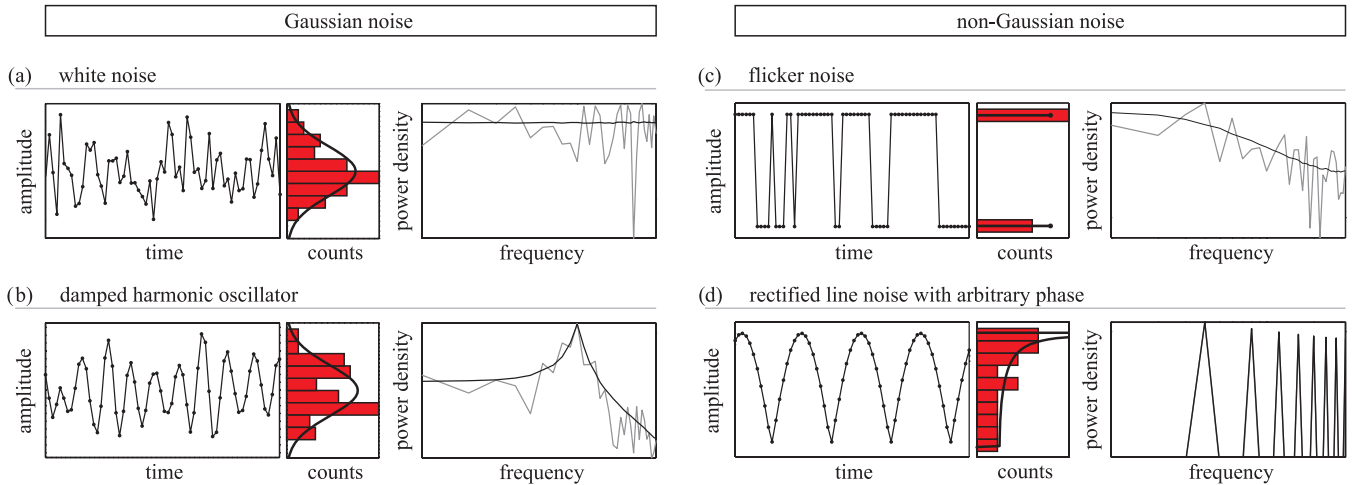 Gaussian noise
non-Gaussian noise
(a) white noise
amplitude
time
counts
power density
frequency
(c) flicker noise
amplitude
time
counts
power density
frequency
(b) damped harmonic oscillator
amplitude
time
counts
power density
frequency
(d) rectified line noise with arbitrary phase
amplitude
time
counts
power density
frequency